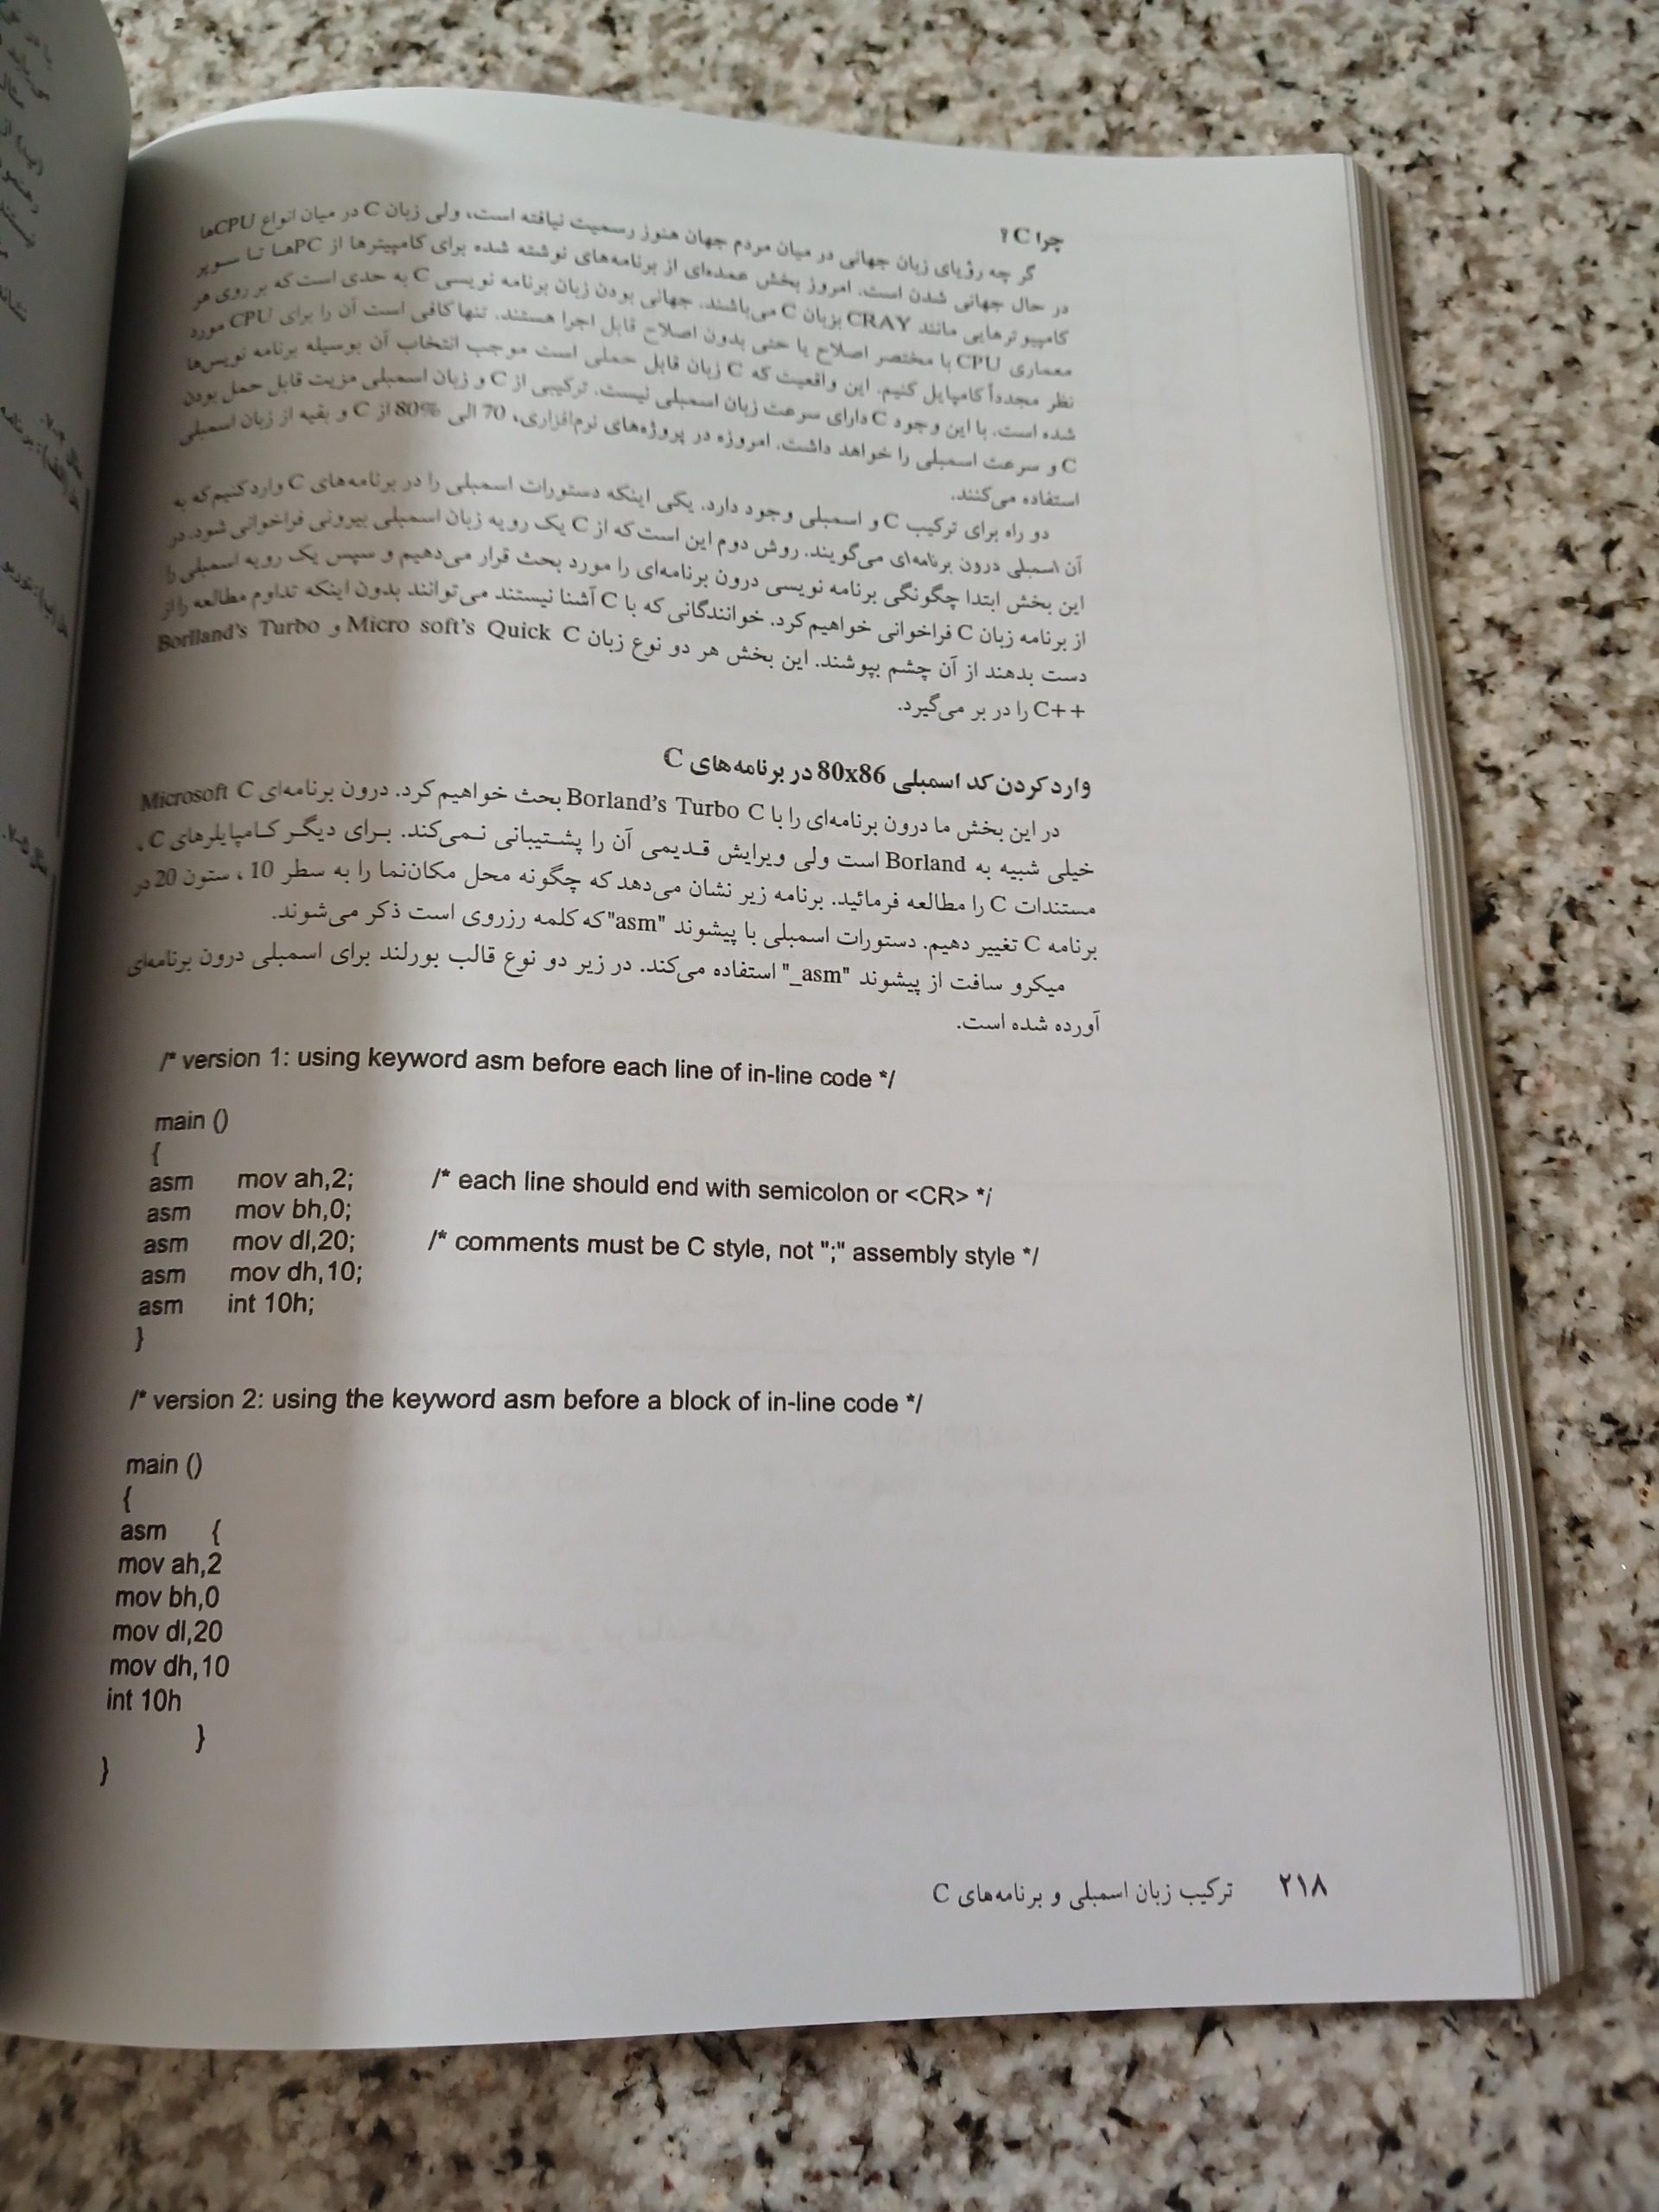 چرا C ؟
گر چه رؤیای زبان جهانی در میان مردم جهان هنوز رسمیت نیافته است، ولی زبان C در میان انواع CPUها
در حال جهانی شدن است. امروز بخش عمده‌ای از برنامه‌های نوشته شده برای کامپیترها از PCها تا سوپر
کامپیوترهایی مانند CRAY بزبان C می‌باشند. جهانی بودن زبان برنامه نویسی C به حدی است که بر روی هر
معماری CPU با مختصر اصلاح یا حتی بدون اصلاح قابل اجرا هستند. تنها کافی است آن را برای CPU مورد
نظر مجدداً کامپایل کنیم. این واقعیت که C زبان قابل حملی است موجب انتخاب آن بوسیله برنامه نویس‌ها
شده است. با این وجود C دارای سرعت زبان اسمبلی نیست. ترکیبی از C و زبان اسمبلی مزیت قابل حمل بودن
C و سرعت اسمبلی را خواهد داشت. امروزه در پروژه‌های نرم‌افزاری، 70 الی 80% از C و بقیه از زبان اسمبلی
استفاده می‌کنند.
دو راه برای ترکیب C و اسمبلی وجود دارد. یکی اینکه دستورات اسمبلی را در برنامه‌های C وارد کنیم که به
آن اسمبلی درون برنامه‌ای می‌گویند. روش دوم این است که از C یک رویه زبان اسمبلی بیرونی فراخوانی شود. در
این بخش ابتدا چگونگی برنامه نویسی درون برنامه‌ای را مورد بحث قرار می‌دهیم و سپس یک رویه اسمبلی را
از برنامه زبان C فراخوانی خواهیم کرد. خوانندگانی که با C آشنا نیستند می‌توانند بدون اینکه تداوم مطالعه را از
دست بدهند از آن چشم بپوشند. این بخش هر دو نوع زبان Micro soft's Quick C و Borlland's Turbo
C++ را در بر می‌گیرد.
وارد کردن کد اسمبلی 80x86 در برنامه‌های C
در این بخش ما درون برنامه‌ای را با Borland's Turbo C بحث خواهیم کرد. درون برنامه‌ای Microsoft C
خیلی شبیه به Borland است ولی ویرایش قدیمی آن را پشتیبانی نمی‌کند. برای دیگر کامپایلرهای C ،
مستندات C را مطالعه فرمائید. برنامه زیر نشان می‌دهد که چگونه محل مکان‌نما را به سطر 10 ، ستون 20 در
برنامه C تغییر دهیم. دستورات اسمبلی با پیشوند "asm" که کلمه رزروی است ذکر می‌شوند.
میکرو سافت از پیشوند "_asm" استفاده می‌کند. در زیر دو نوع قالب بورلند برای اسمبلی درون برنامه‌ای
آورده شده است.
/* version 1: using keyword asm before each line of in-line code */
main ()
{
asm mov ah,2; /* each line should end with semicolon or <CR> */
asm mov bh,0;
asm mov dl,20; /* comments must be C style, not ";" assembly style */
asm mov dh,10;
asm int 10h;
}
/* version 2: using the keyword asm before a block of in-line code */
main ()
{
asm {
mov ah,2
mov bh,0
mov dl,20
mov dh,10
int 10h
}
}
۲۱۸ ترکیب زبان اسمبلی و برنامه‌های C